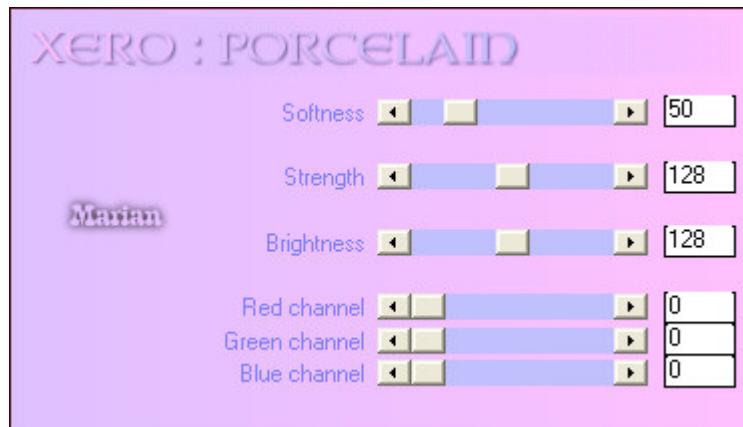 XERO : PORCELAIN
Softness 50
Strength 128
Marian
Brightness 128
Red channel 0
Green channel 0
Blue channel 0